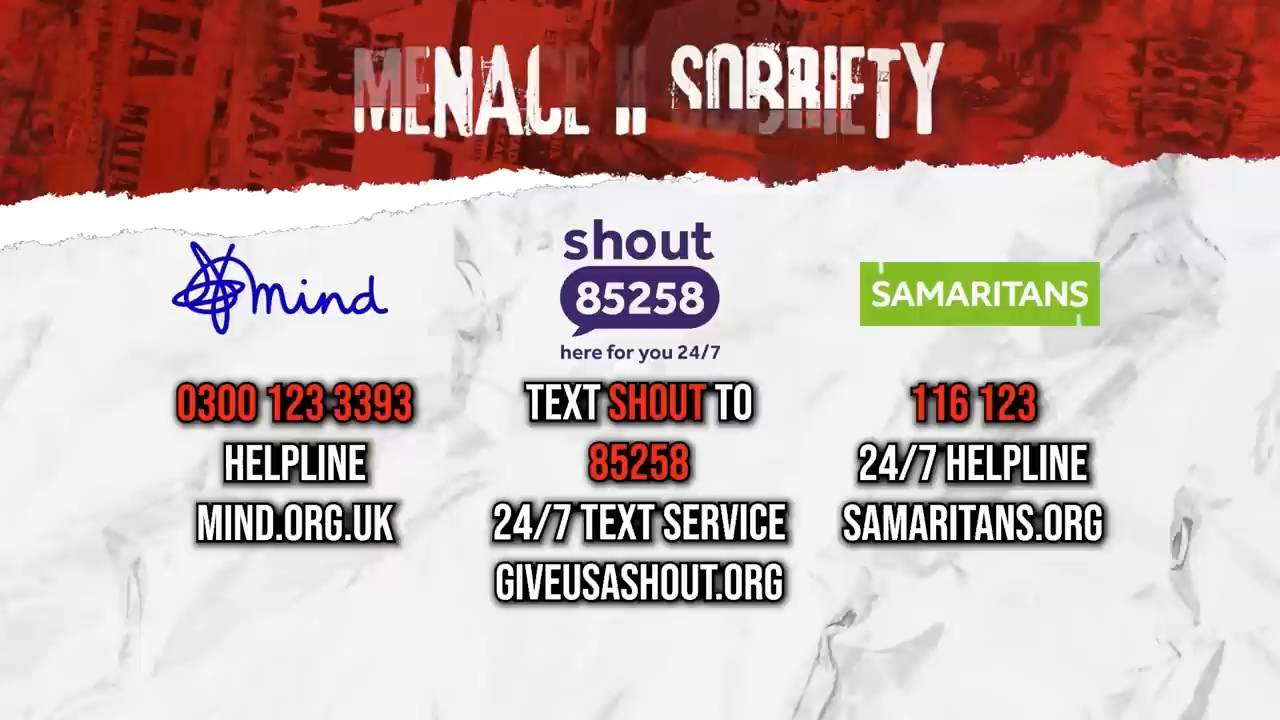 MENACE II SOBRIETY
mind
0300 123 3393
HELPLINE
MIND.ORG.UK
shout
85258
here for you 24/7
TEXT SHOUT TO
85258
24/7 TEXT SERVICE
GIVEUSASHOUT.ORG
SAMARITANS
116 123
24/7 HELPLINE
SAMARITANS.ORG